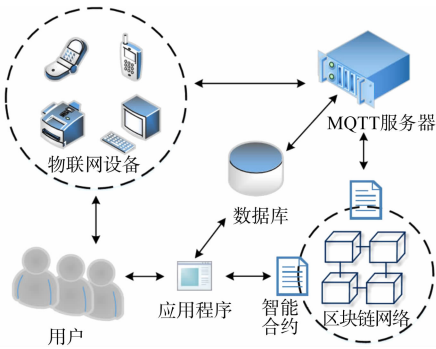 物联网设备
MQTT服务器
数据库
用户
应用程序
智能
合约
区块链网络